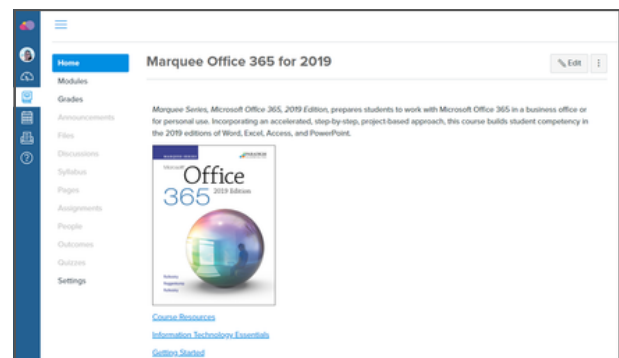 Marquee Office 365 for 2019
Edit
Home
Modules
Grades
Announcements
Files
Discussions
Syllabus
Pages
Assignments
People
Outcomes
Quizzes
Settings
Marquee Series, Microsoft Office 365, 2019 Edition, prepares students to work with Microsoft Office 365 in a business office or
for personal use. Incorporating an accelerated, step-by-step, project-based approach, this course builds student competency in
the 2019 editions of Word, Excel, Access, and PowerPoint.
MARQUEE SERIES
Microsoft
Office
365 2019 Edition
Course Resources
Information Technology Essentials
Getting Started